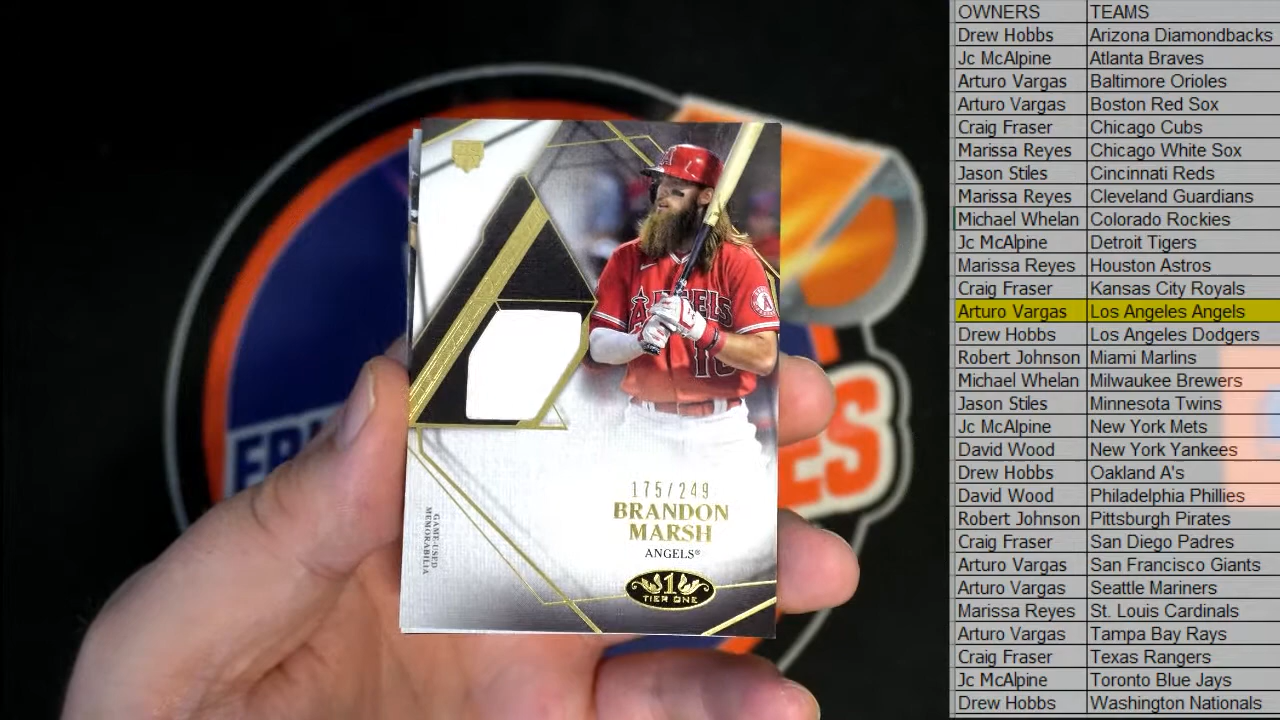 175/249
BRANDON
MARSH
ANGELS®
1
TIER ONE
GAME-USED
MEMORABILIA
ANGELS
16
OWNERS TEAMS
Drew Hobbs Arizona Diamondbacks
Jc McAlpine Atlanta Braves
Arturo Vargas Baltimore Orioles
Arturo Vargas Boston Red Sox
Craig Fraser Chicago Cubs
Marissa Reyes Chicago White Sox
Jason Stiles Cincinnati Reds
Marissa Reyes Cleveland Guardians
Michael Whelan Colorado Rockies
Jc McAlpine Detroit Tigers
Marissa Reyes Houston Astros
Craig Fraser Kansas City Royals
Arturo Vargas Los Angeles Angels
Drew Hobbs Los Angeles Dodgers
Robert Johnson Miami Marlins
Michael Whelan Milwaukee Brewers
Jason Stiles Minnesota Twins
Jc McAlpine New York Mets
David Wood New York Yankees
Drew Hobbs Oakland A's
David Wood Philadelphia Phillies
Robert Johnson Pittsburgh Pirates
Craig Fraser San Diego Padres
Arturo Vargas San Francisco Giants
Arturo Vargas Seattle Mariners
Marissa Reyes St. Louis Cardinals
Arturo Vargas Tampa Bay Rays
Craig Fraser Texas Rangers
Jc McAlpine Toronto Blue Jays
Drew Hobbs Washington Nationals